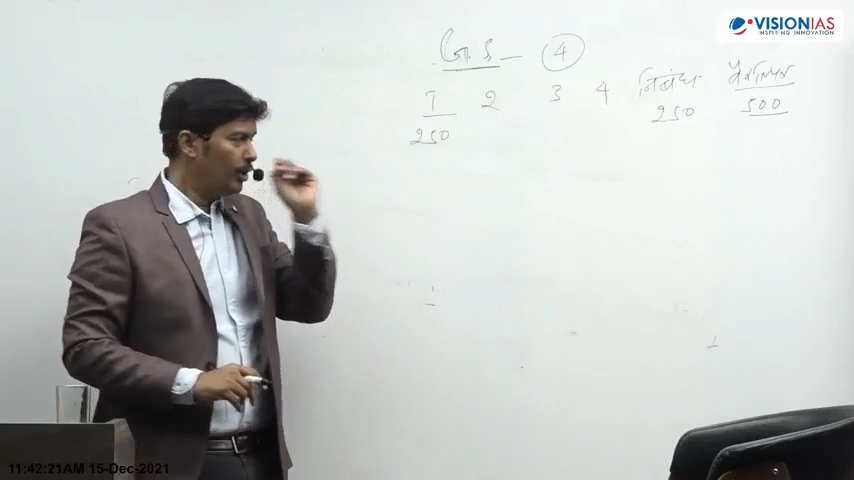 VISIONIAS
INSPIRING INNOVATION
G.S - 4
1 2 3 4 निबंध वैकल्पिक
250 250 500
11:42:21AM 15-Dec-2021